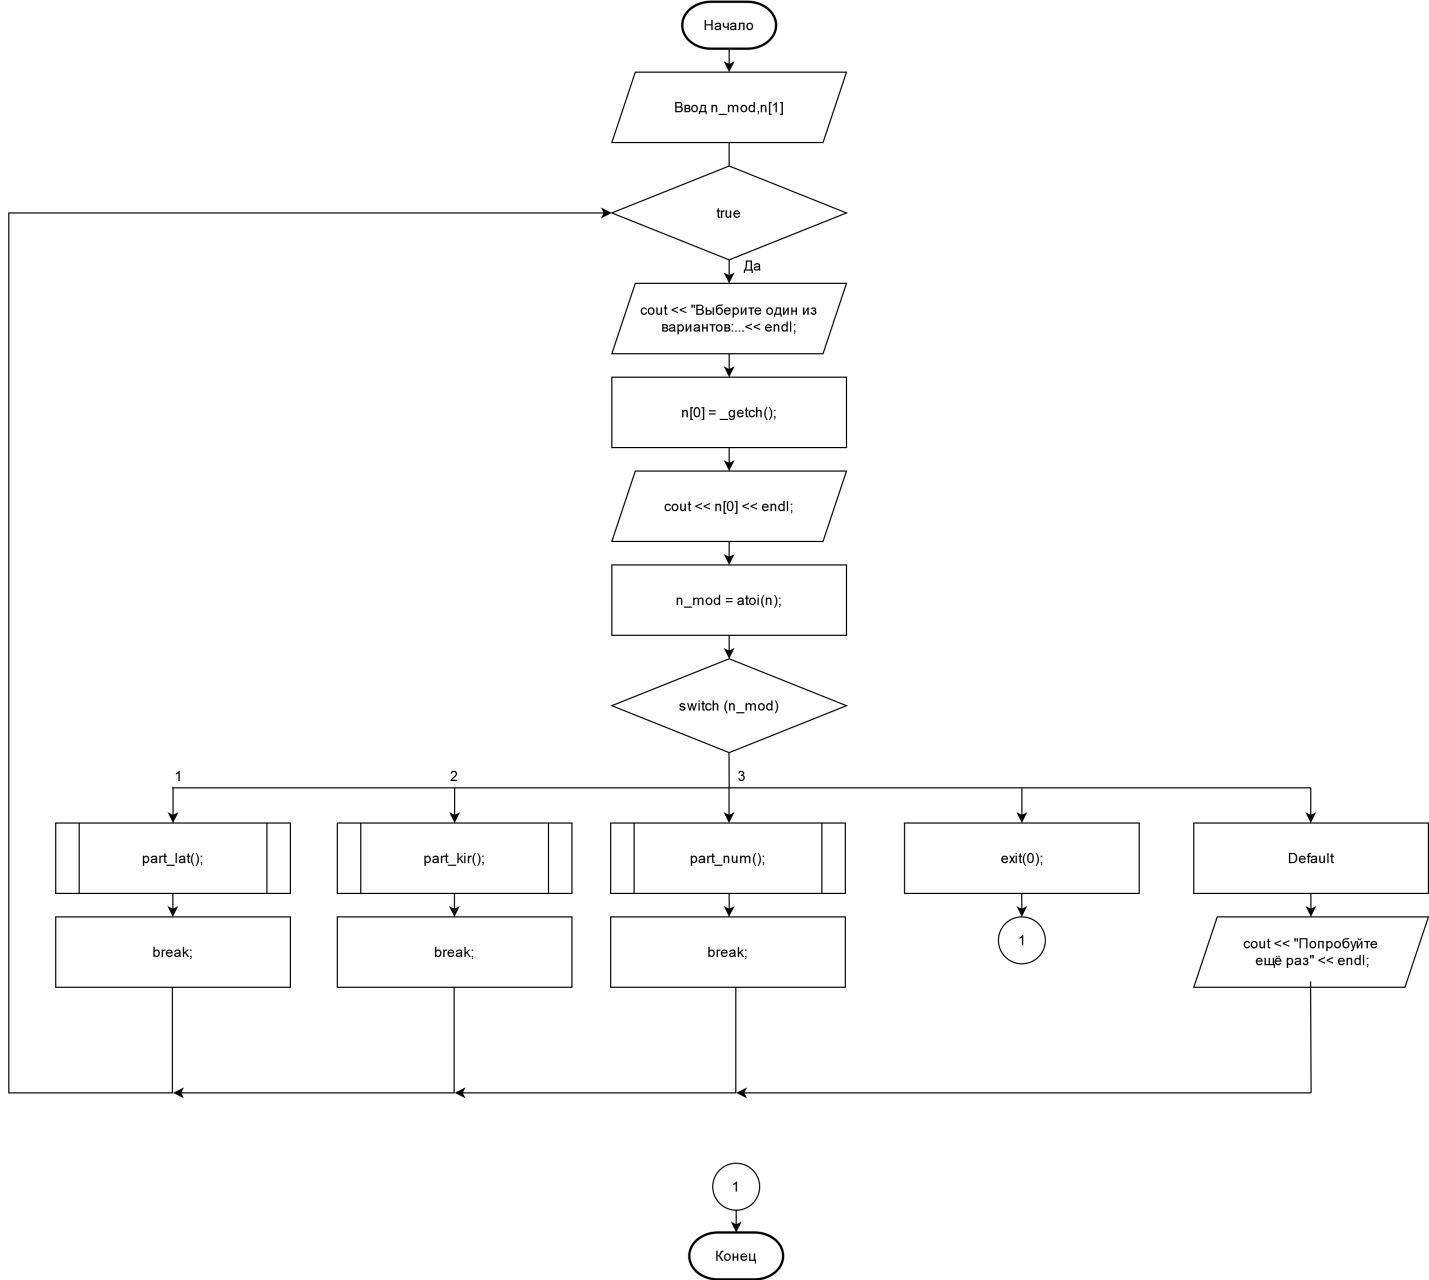 Начало
Ввод n_mod,n[1]
true
Да
cout << "Выберите один из
вариантов:...<< endl;
n[0] = _getch();
cout << n[0] << endl;
n_mod = atoi(n);
switch (n_mod)
1
2
3
part_lat();
part_kir();
part_num();
exit(0);
Default
break;
break;
break;
1
cout << "Попробуйте
ещё раз" << endl;
1
Конец